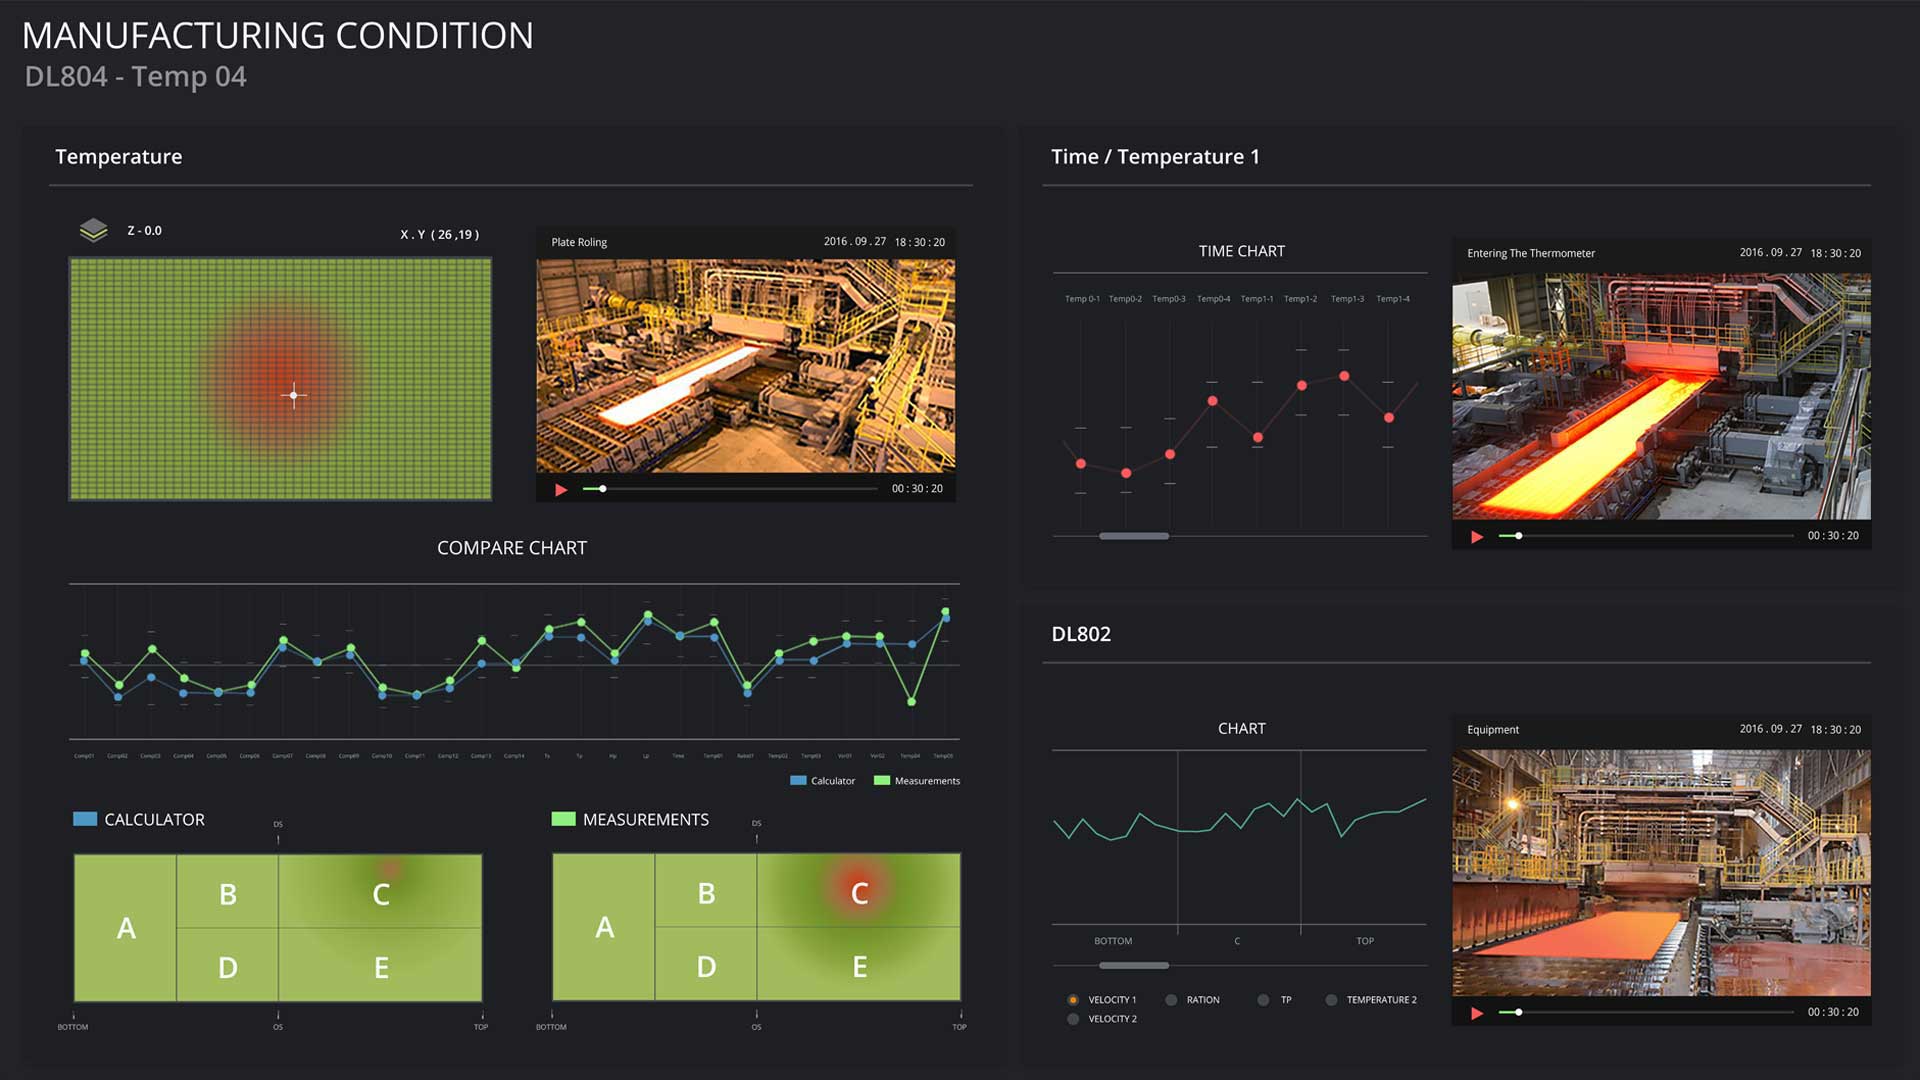 MANUFACTURING CONDITION
DL804 - Temp 04
Temperature
Z - 0.0
X . Y ( 26 ,19 )
Plate Roling
2016 . 09 . 27 18 : 30 : 20
00 : 30 : 20
COMPARE CHART
Comp01 Comp02 Comp03 Comp04 Comp05 Comp06 Comp07 Comp08 Comp09 Comp10 Comp11 Comp12 Comp13 Comp14 Ts Tp Hp Lp Time Temp01 Temp02 Temp03 Vel01 Vel02 Temp04 Temp05
Calculator
Measurements
CALCULATOR
DS
A
B
C
D
E
BOTTOM
OS
TOP
MEASUREMENTS
DS
A
B
C
D
E
BOTTOM
OS
TOP
Time / Temperature 1
TIME CHART
Temp 0-1 Temp0-2 Temp0-3 Temp0-4 Temp1-1 Temp1-2 Temp1-3 Temp1-4
Entering The Thermometer
2016 . 09 . 27 18 : 30 : 20
00 : 30 : 20
DL802
CHART
BOTTOM
C
TOP
VELOCITY 1
RATION
TP
TEMPERATURE 2
VELOCITY 2
Equipment
2016 . 09 . 27 18 : 30 : 20
00 : 30 : 20